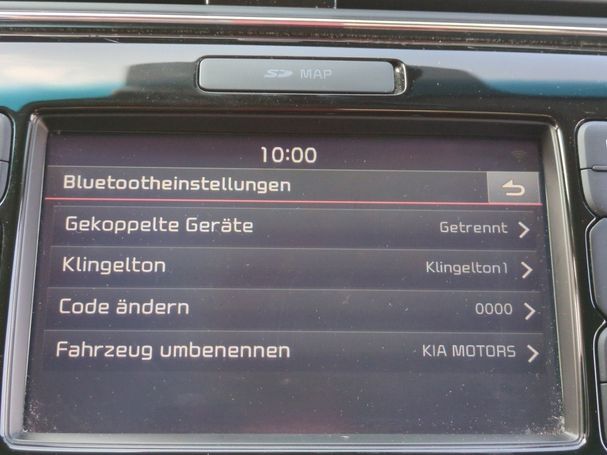 SD MAP
10:00
Bluetootheinstellungen
Gekoppelte Geräte Getrennt
Klingelton Klingelton1
Code ändern 0000
Fahrzeug umbenennen KIA MOTORS